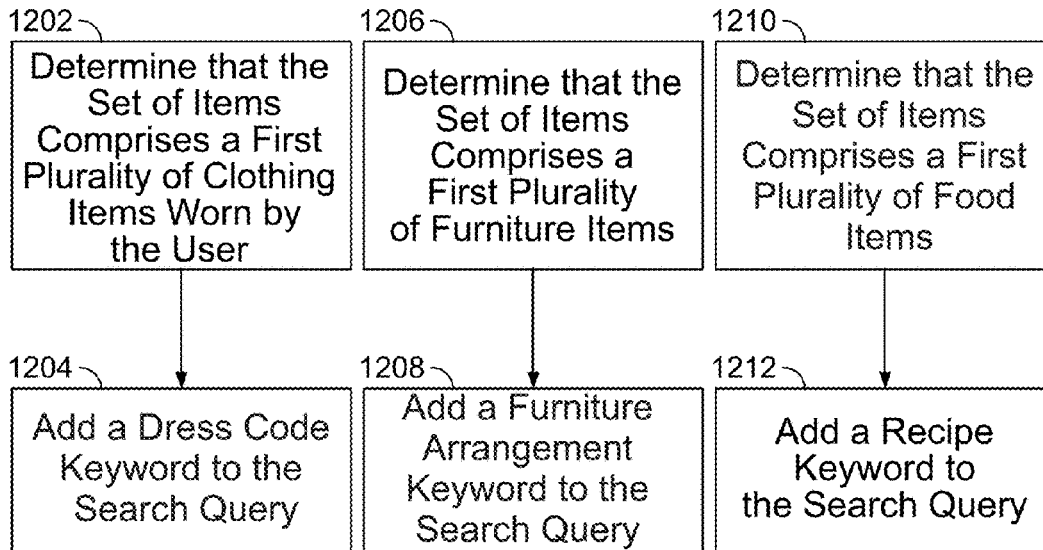 1202
Determine that the
Set of Items
Comprises a First
Plurality of Clothing
Items Worn by
the User
1206
Determine that the
Set of Items
Comprises a
First Plurality
of Furniture Items
1210
Determine that the
Set of Items
Comprises a First
Plurality of Food
Items
1204
Add a Dress Code
Keyword to the
Search Query
1208
Add a Furniture
Arrangement
Keyword to the
Search Query
1212
Add a Recipe
Keyword to
the Search Query